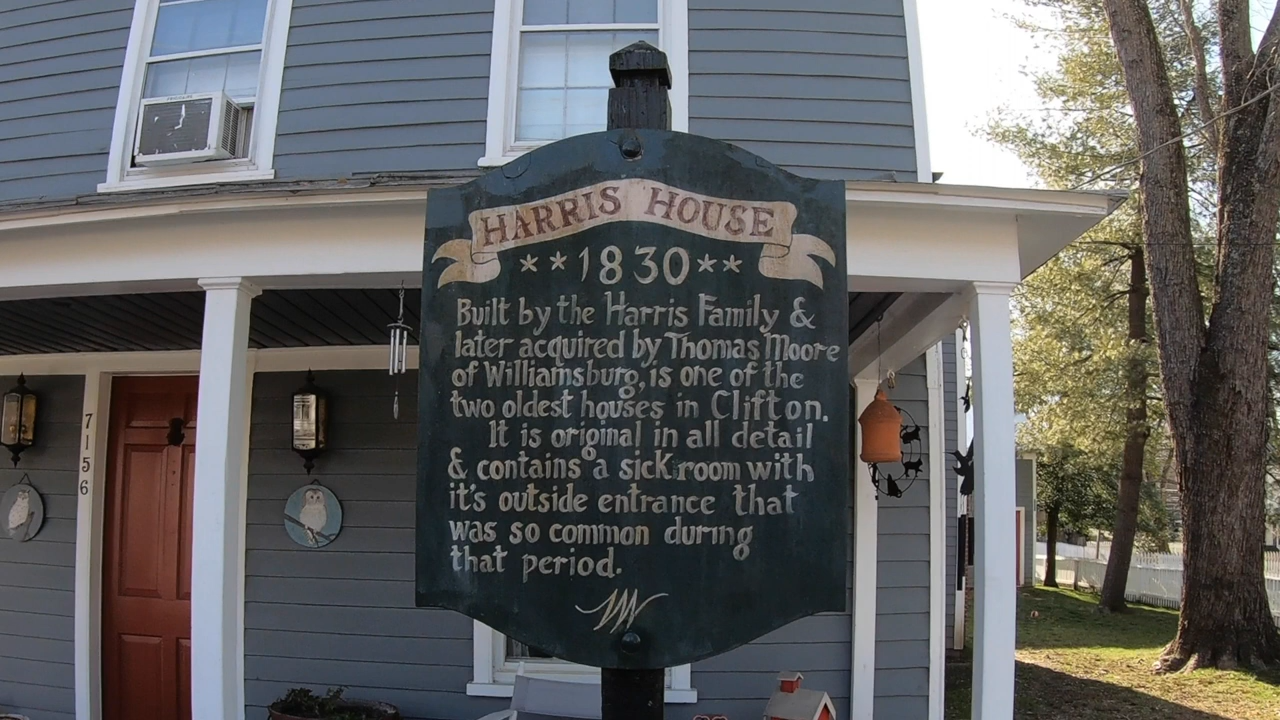 HARRIS HOUSE
**1830**
Built by the Harris Family &
later acquired by Thomas Moore
of Williamsburg, is one of the
two oldest houses in Clifton.
It is original in all detail
& contains a sick room with
it's outside entrance that
was so common during
that period.
7156